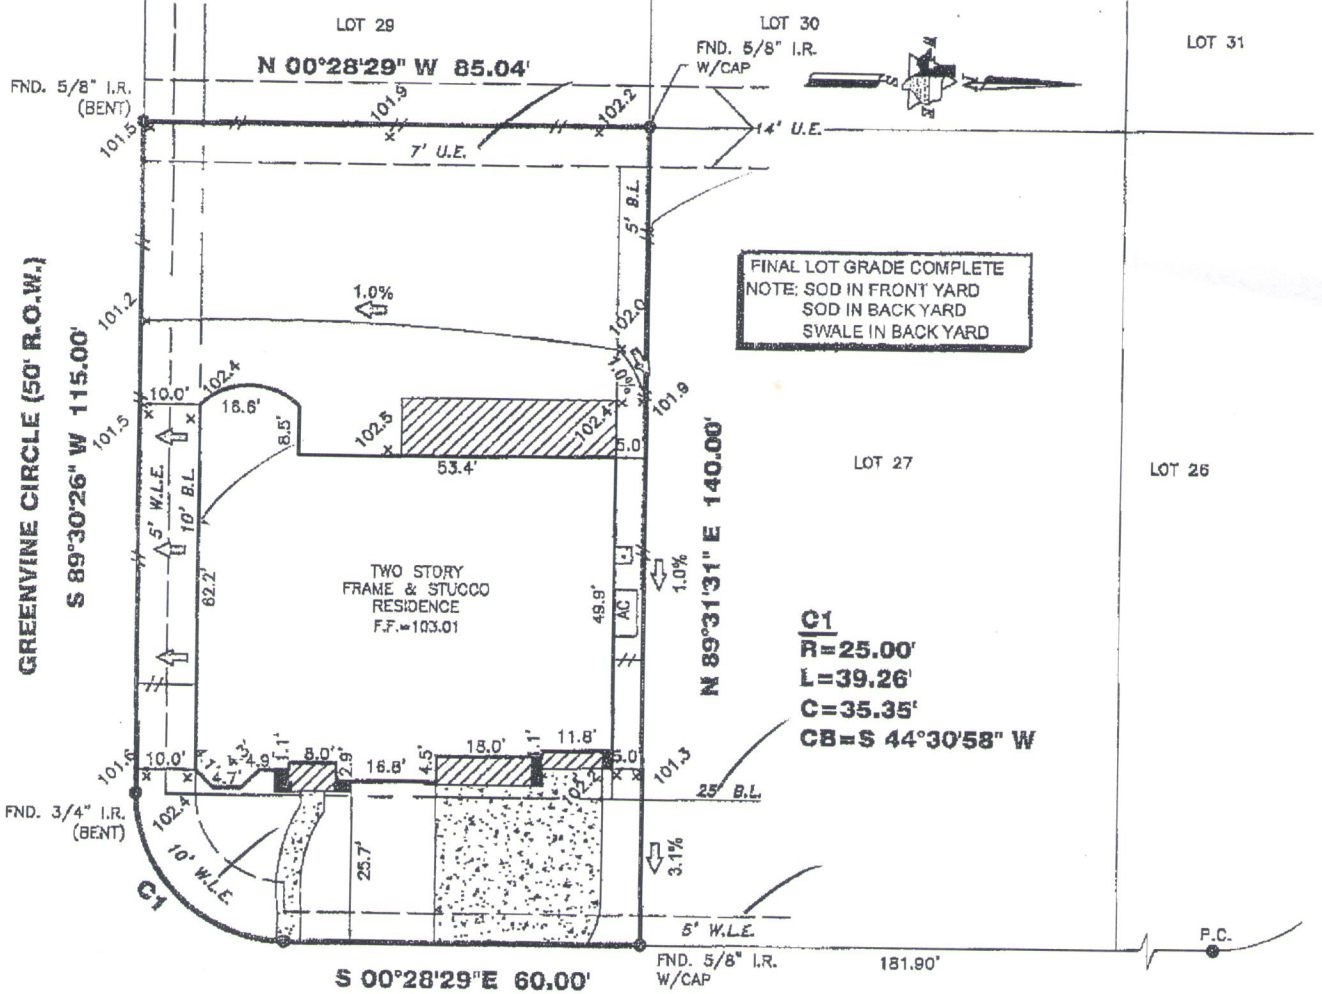 LOT 29
LOT 30
LOT 31
N 00°28'29" W 85.04'
FND. 5/8" I.R.
W/CAP
FND. 5/8" I.R.
(BENT)
101.5
101.9
102.2
7' U.E.
14' U.E.
N
S
E
5' B.L.
FINAL LOT GRADE COMPLETE
NOTE: SOD IN FRONT YARD
SOD IN BACK YARD
SWALE IN BACK YARD
GREENVINE CIRCLE (50' R.O.W.)
S 89°30'26" W 115.00'
101.2
1.0%
102.0
10.0'
102.4
16.6'
8.5'
102.5
102.4
101.9
101.5
53.4'
5.0'
5' W.L.E.
10' B.L.
62.2'
TWO STORY
FRAME & STUCCO
RESIDENCE
F.F.=103.01
49.9'
AC
1.0%
N 89°31'31" E 140.00'
LOT 27
LOT 26
C1
R=25.00'
L=39.26'
C=35.35'
CB=S 44°30'58" W
101.6
10.0'
4.7'
4.3'
4.9'
1.1'
8.0'
2.9'
16.8'
4.5'
18.0'
1.1'
11.8'
5.0'
101.3
102.4
102.2
25' B.L.
FND. 3/4" I.R.
(BENT)
10' W.L.E.
C1
25.7'
3.1%
5' W.L.E.
S 00°28'29"E 60.00'
FND. 5/8" I.R.
W/CAP
181.90'
P.C.